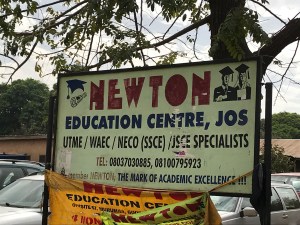 NEWTON
EDUCATION CENTRE, JOS
UTME / WAEC / NECO (SSCE) /JSCE SPECIALISTS
TEL: 08037030885, 08100795923
NEWTON, THE MARK OF ACADEMIC EXCELLENCE !!!
NEWTON
EDUCATION CENTRE